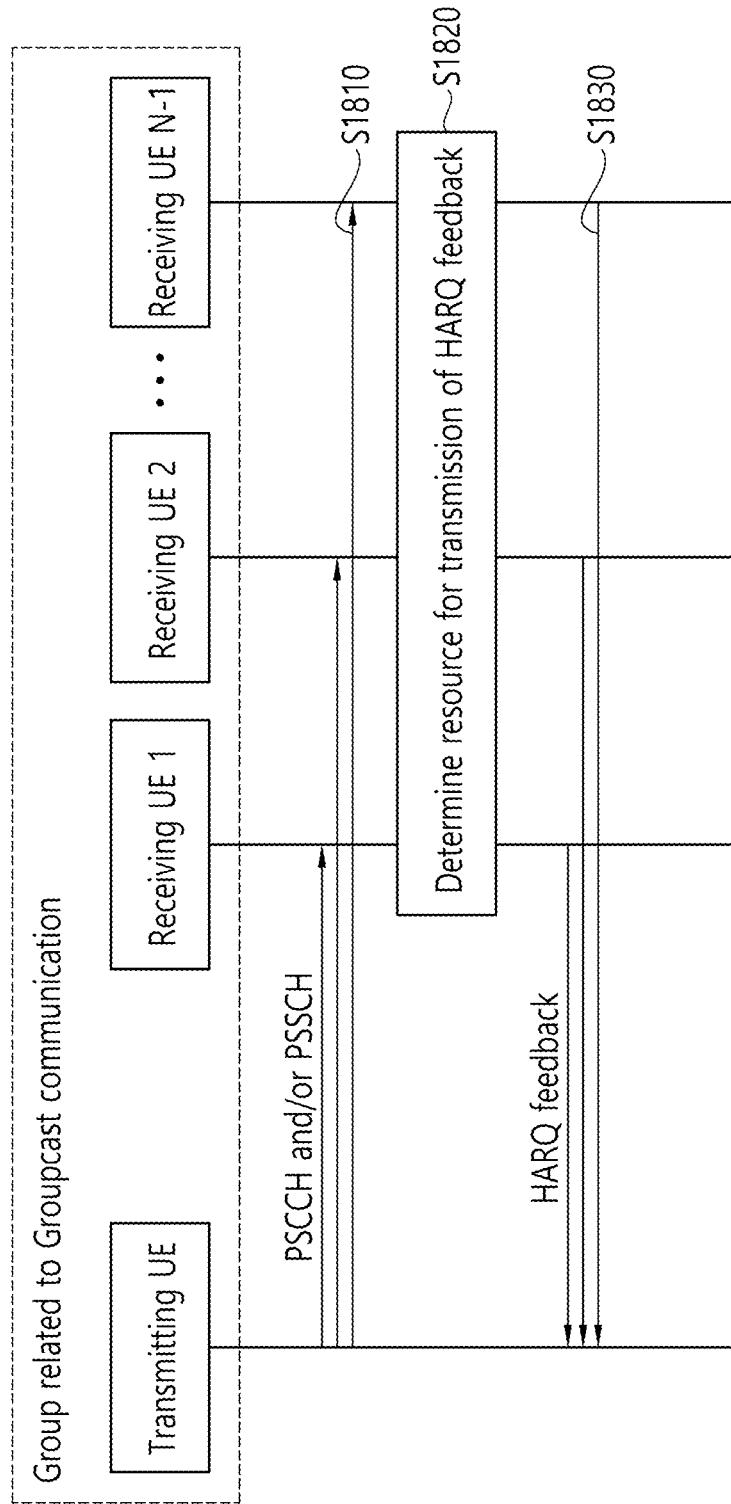 Group related to Groupcast communication
Transmitting UE
Receiving UE 1
Receiving UE 2
• • •
Receiving UE N-1
PSCCH and/or PSSCH
S1810
Determine resource for transmission of HARQ feedback
S1820
HARQ feedback
S1830